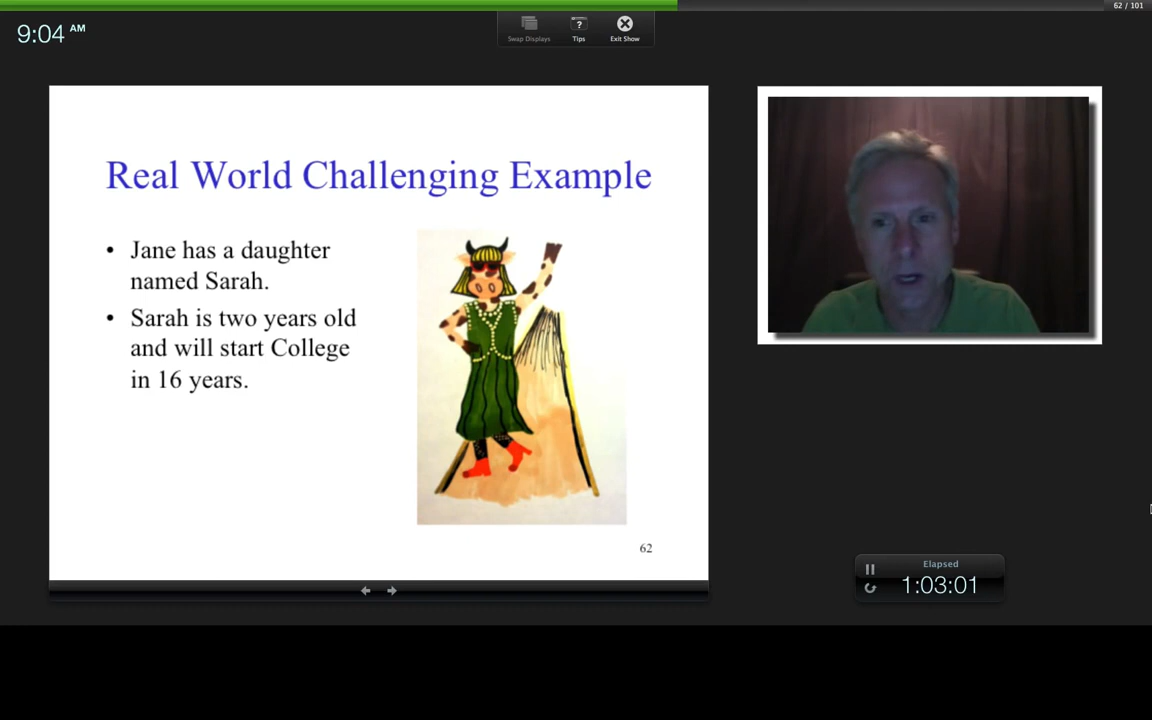 62 / 101
9:04 AM
Swap Displays
Tips
Exit Show
Real World Challenging Example
• Jane has a daughter
named Sarah.
• Sarah is two years old
and will start College
in 16 years.
62
Elapsed
1:03:01